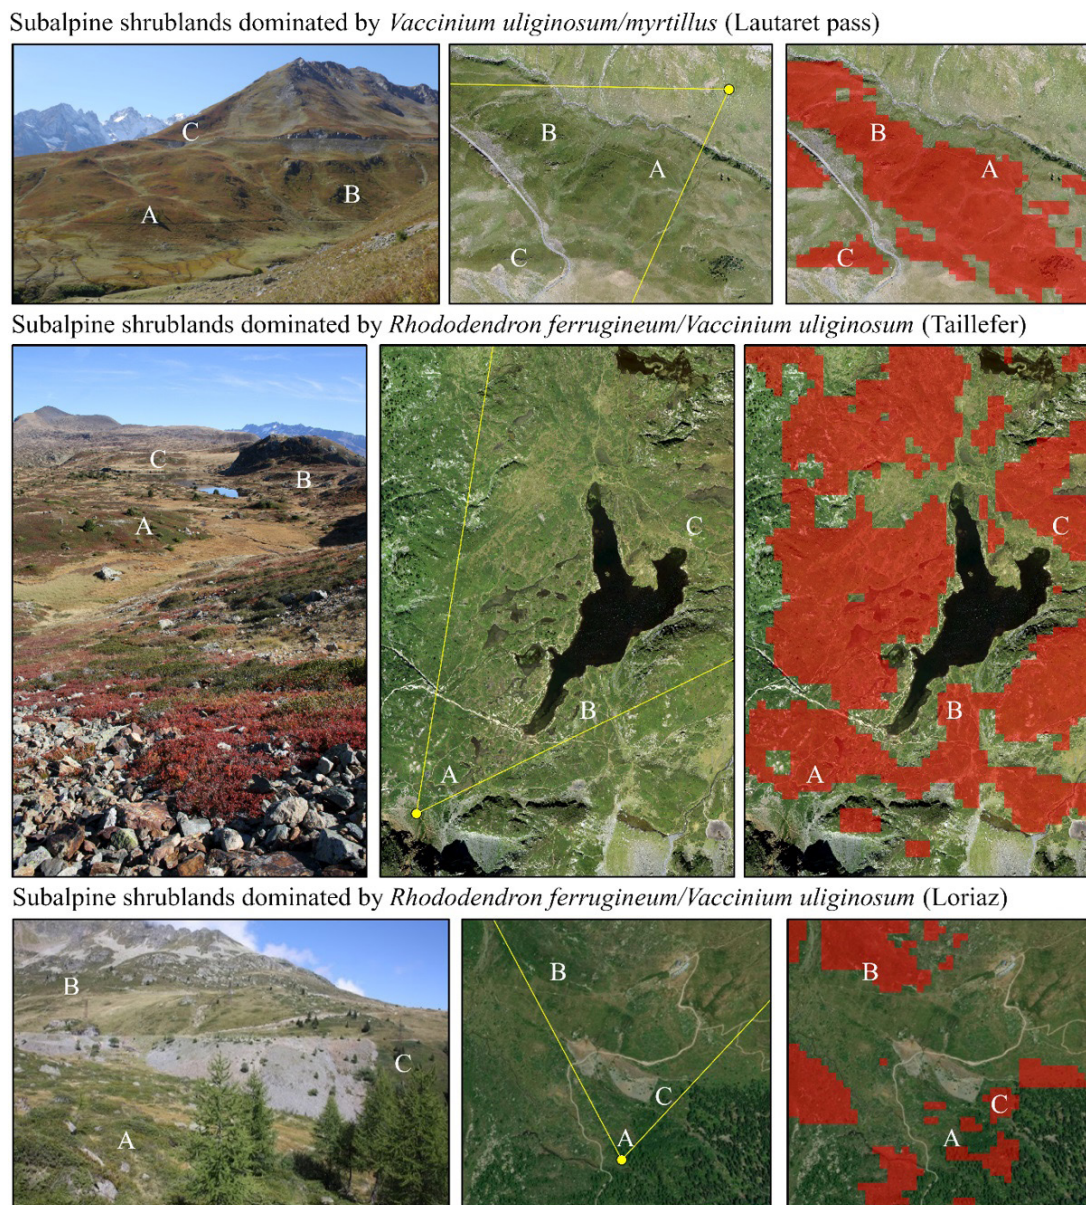 Subalpine shrublands dominated by Vaccinium uliginosum/myrtillus (Lautaret pass)
C
A
B
B
A
C
B
A
C
Subalpine shrublands dominated by Rhododendron ferrugineum/Vaccinium uliginosum (Taillefer)
C
B
A
C
B
A
C
B
A
Subalpine shrublands dominated by Rhododendron ferrugineum/Vaccinium uliginosum (Loriaz)
B
C
A
B
C
A
B
C
A